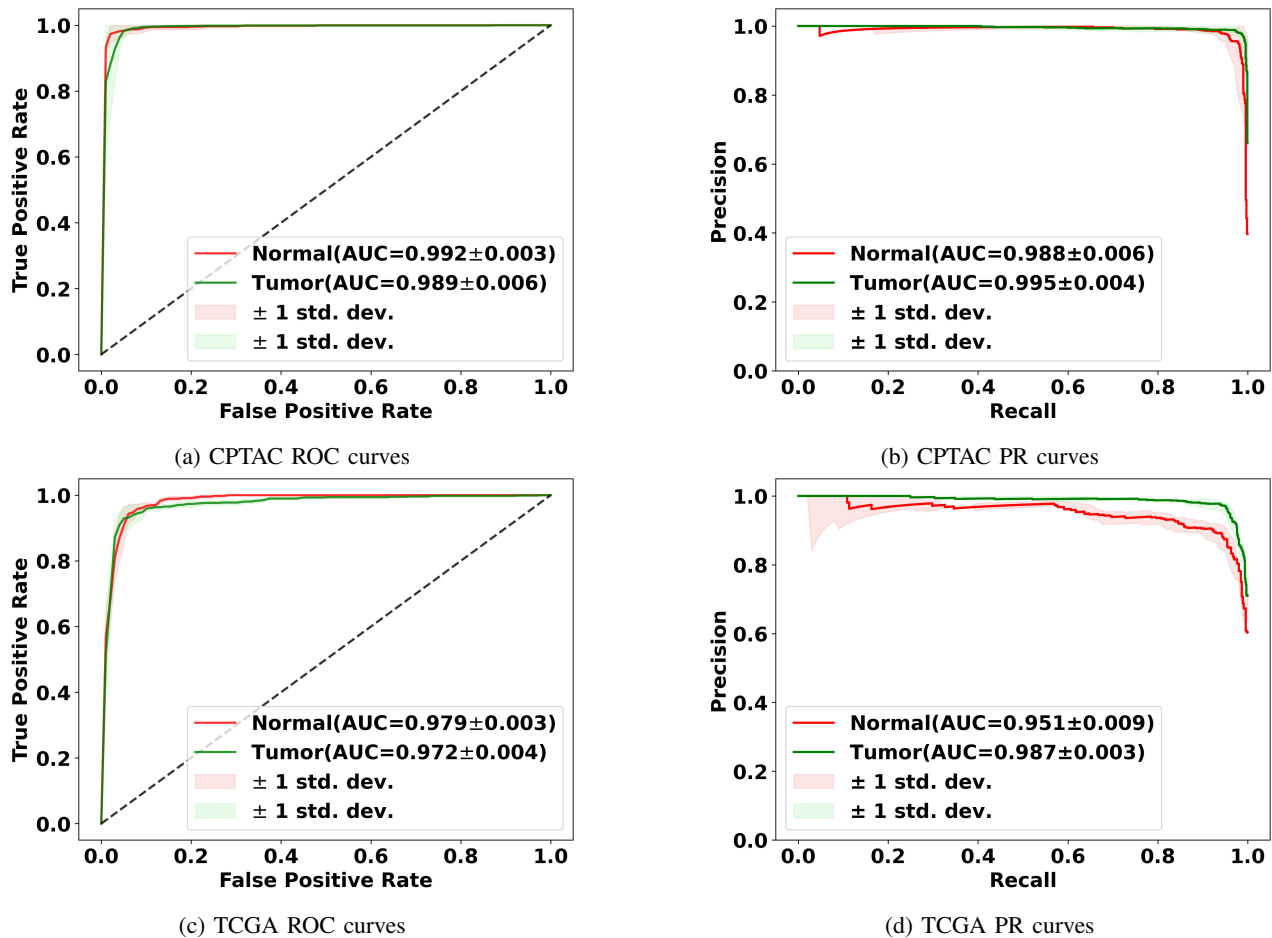 True Positive Rate
1.0
0.8
0.6
0.4
0.2
0.0
Normal(AUC=0.992±0.003)
Tumor(AUC=0.989±0.006)
± 1 std. dev.
± 1 std. dev.
0.0 0.2 0.4 0.6 0.8 1.0
False Positive Rate
(a) CPTAC ROC curves
Precision
1.0
0.8
0.6
0.4
0.2
0.0
Normal(AUC=0.988±0.006)
Tumor(AUC=0.995±0.004)
± 1 std. dev.
± 1 std. dev.
0.0 0.2 0.4 0.6 0.8 1.0
Recall
(b) CPTAC PR curves
True Positive Rate
1.0
0.8
0.6
0.4
0.2
0.0
Normal(AUC=0.979±0.003)
Tumor(AUC=0.972±0.004)
± 1 std. dev.
± 1 std. dev.
0.0 0.2 0.4 0.6 0.8 1.0
False Positive Rate
(c) TCGA ROC curves
Precision
1.0
0.8
0.6
0.4
0.2
0.0
Normal(AUC=0.951±0.009)
Tumor(AUC=0.987±0.003)
± 1 std. dev.
± 1 std. dev.
0.0 0.2 0.4 0.6 0.8 1.0
Recall
(d) TCGA PR curves